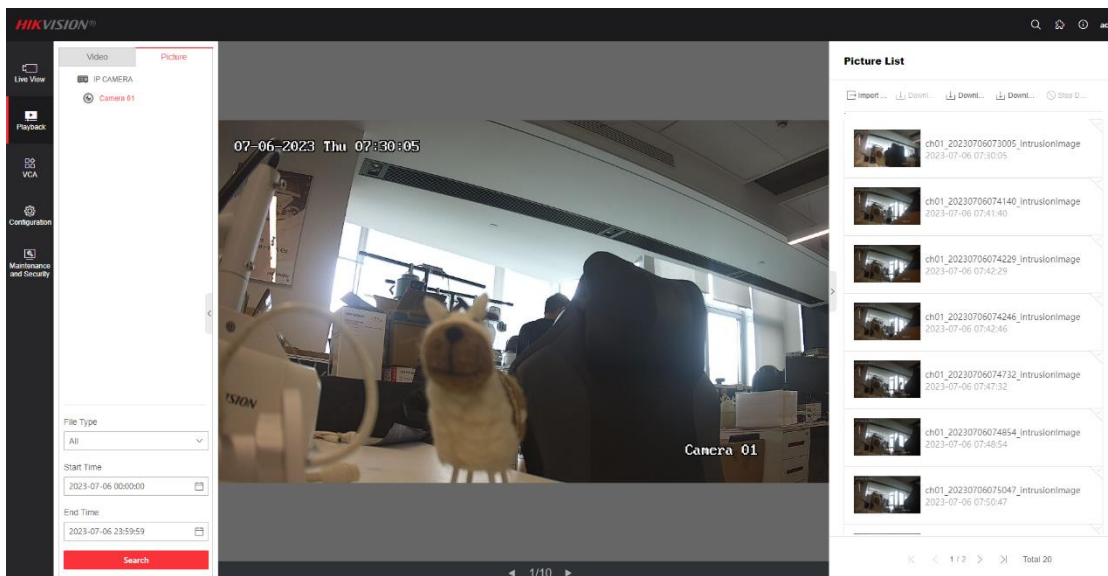 HIKVISION®
Live View
Playback
VCA
Configuration
Maintenance
and Security
Video
Picture
IP CAMERA
Camera 01
File Type
All
Start Time
2023-07-06 00:00:00
End Time
2023-07-06 23:59:59
Search
07-06-2023 Thu 07:30:05
ISION
Camera 01
1/10
Picture List
Import ...
Downl...
Downl...
Downl...
Stop D...
ch01_20230706073005_IntrusionImage
2023-07-06 07:30:05
ch01_20230706074140_IntrusionImage
2023-07-06 07:41:40
ch01_20230706074229_IntrusionImage
2023-07-06 07:42:29
ch01_20230706074246_IntrusionImage
2023-07-06 07:42:46
ch01_20230706074732_IntrusionImage
2023-07-06 07:47:32
ch01_20230706074854_IntrusionImage
2023-07-06 07:48:54
ch01_20230706075047_IntrusionImage
2023-07-06 07:50:47
1 / 2
Total 20